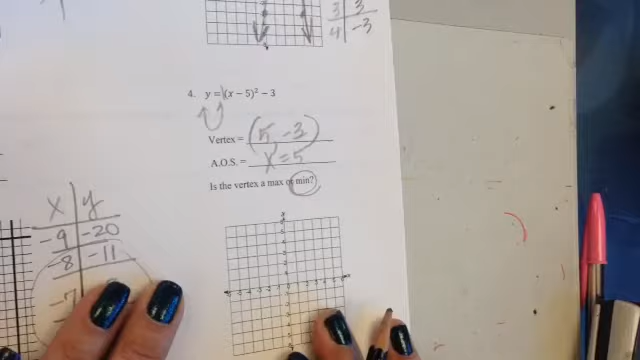 3 3
4 -3
4. y = 1(x − 5)² − 3
Vertex = (5, -3)
A.O.S. = x = 5
Is the vertex a max or min?
x y
-9 -20
-8 -11
-7